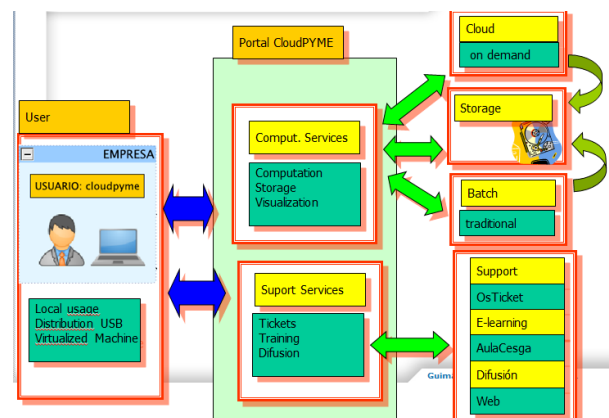 Portal CloudPYME
Cloud
on demand
User
Storage
EMPRESA
USUARIO: cloudpyme
Comput. Services
Computation
Storage
Visualization
Batch
traditional
Local usage
Distribution USB
Virtualized Machine
Suport Services
Tickets
Training
Difusion
Support
OsTicket
E-learning
AulaCesga
Difusión
Web